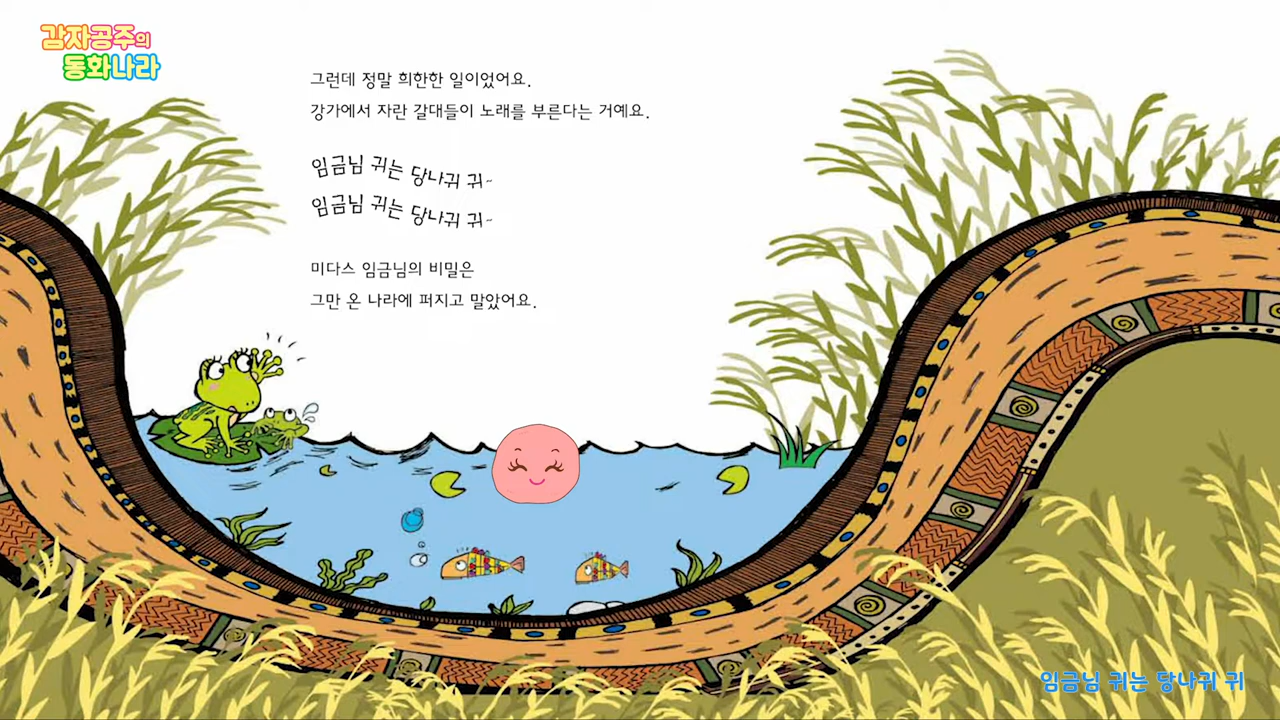 감자공주의
동화나라
그런데 정말 희한한 일이었어요.
강가에서 자란 갈대들이 노래를 부른다는 거예요.
임금님 귀는 당나귀 귀~
임금님 귀는 당나귀 귀~
미다스 임금님의 비밀은
그만 온 나라에 퍼지고 말았어요.
임금님 귀는 당나귀 귀